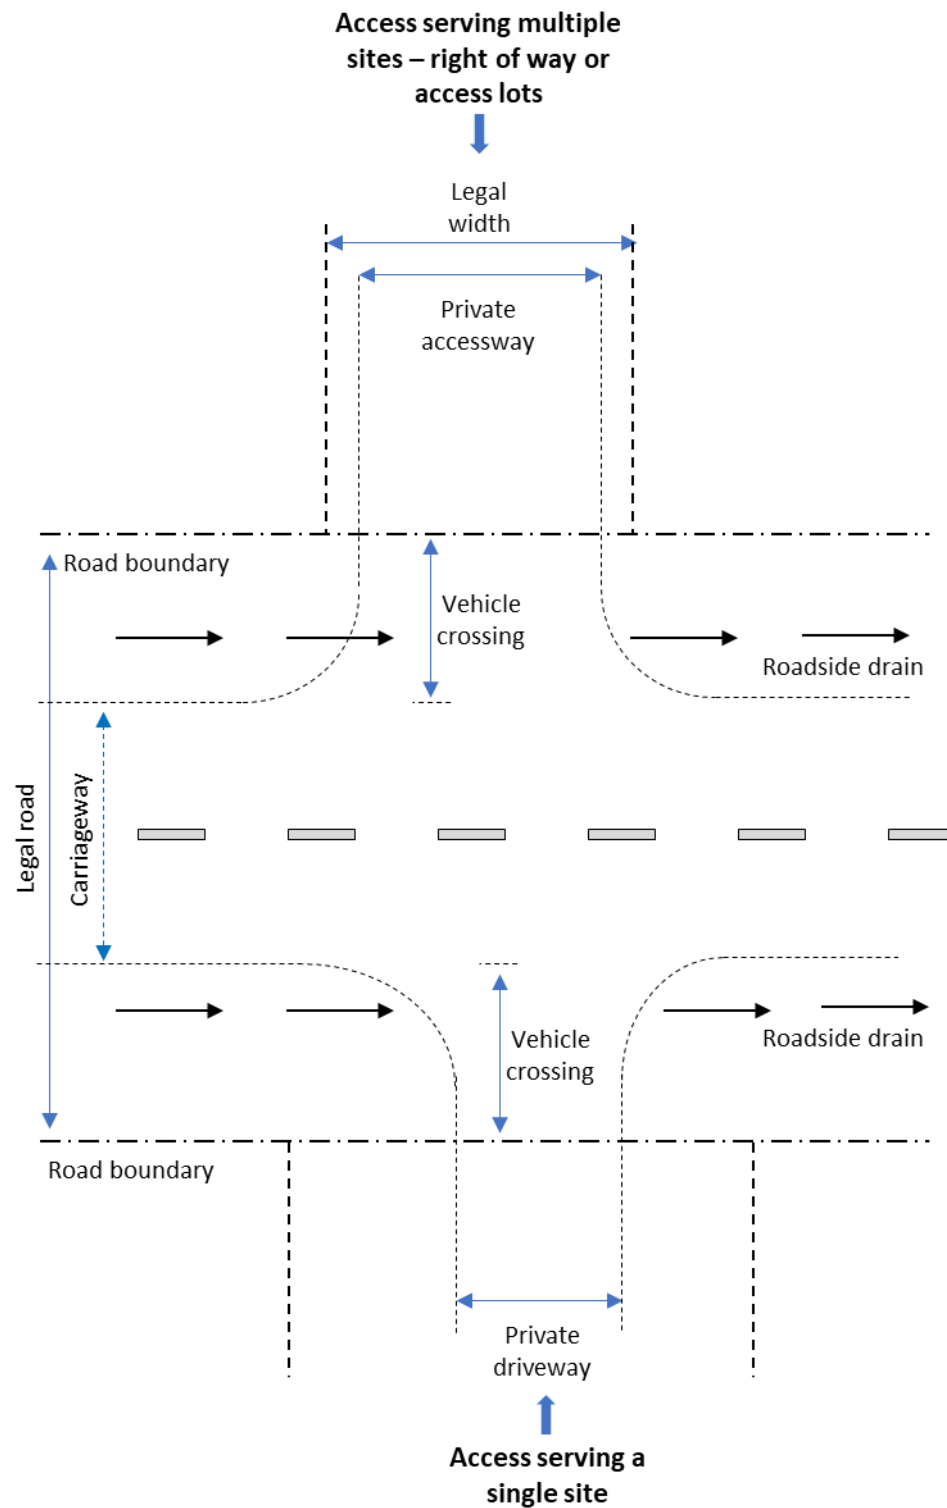 Access serving multiple
sites – right of way or
access lots
Legal
width
Private
accessway
Road boundary
Vehicle
crossing
Roadside drain
Legal road
Carriageway
Vehicle
crossing
Roadside drain
Road boundary
Private
driveway
Access serving a
single site